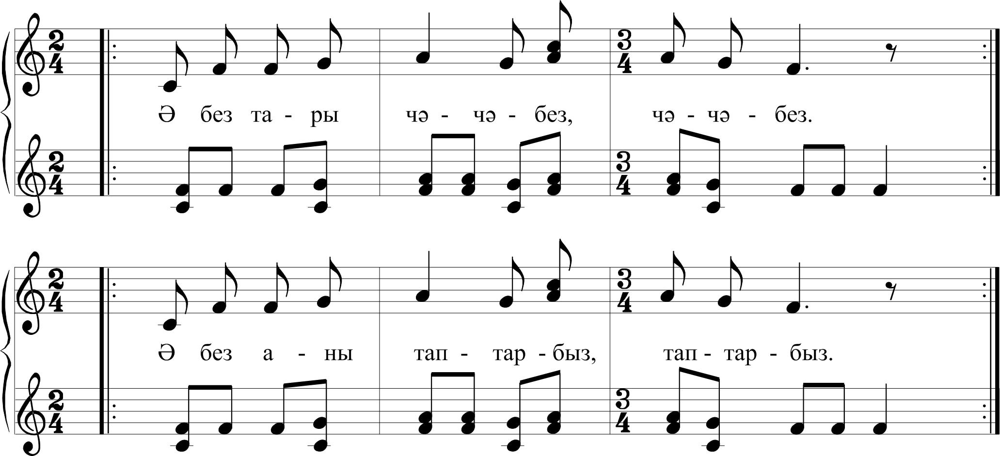 Ә без та - ры чә - чә - без, чә - чә - без.
Ә без а - ны тап - тар - быз, тап - тар - быз.